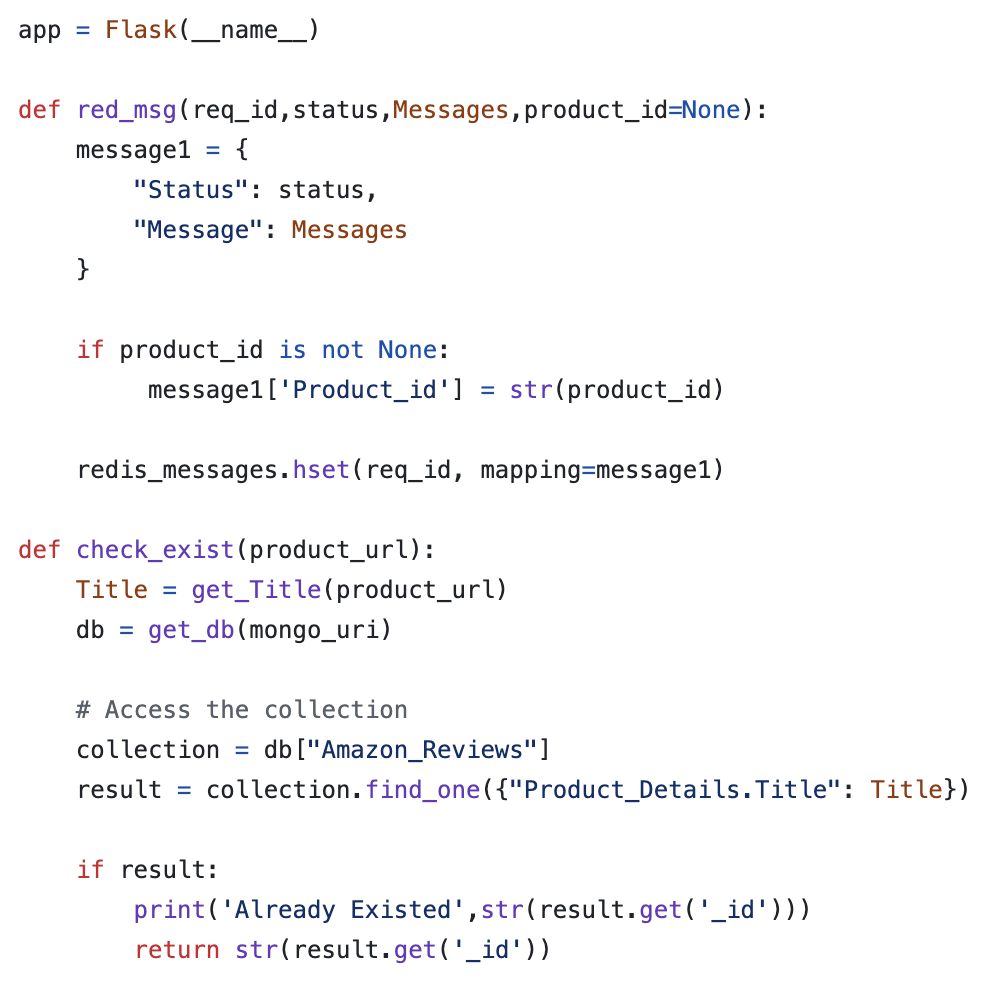 app = Flask(__name__)
def red_msg(req_id,status,Messages,product_id=None):
    message1 = {
        "Status": status,
        "Message": Messages
    }
    if product_id is not None:
         message1['Product_id'] = str(product_id)
    redis_messages.hset(req_id, mapping=message1)
def check_exist(product_url):
    Title = get_Title(product_url)
    db = get_db(mongo_uri)
    # Access the collection
    collection = db["Amazon_Reviews"]
    result = collection.find_one({"Product_Details.Title": Title})
    if result:
        print('Already Existed',str(result.get('_id')))
        return str(result.get('_id'))